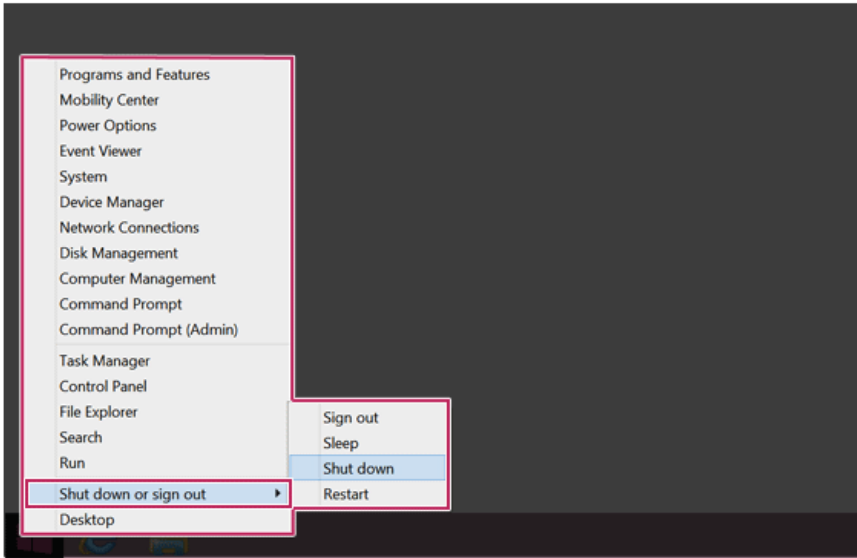 Programs and Features
Mobility Center
Power Options
Event Viewer
System
Device Manager
Network Connections
Disk Management
Computer Management
Command Prompt
Command Prompt (Admin)
Task Manager
Control Panel
File Explorer
Search
Run
Shut down or sign out
Desktop
Sign out
Sleep
Shut down
Restart